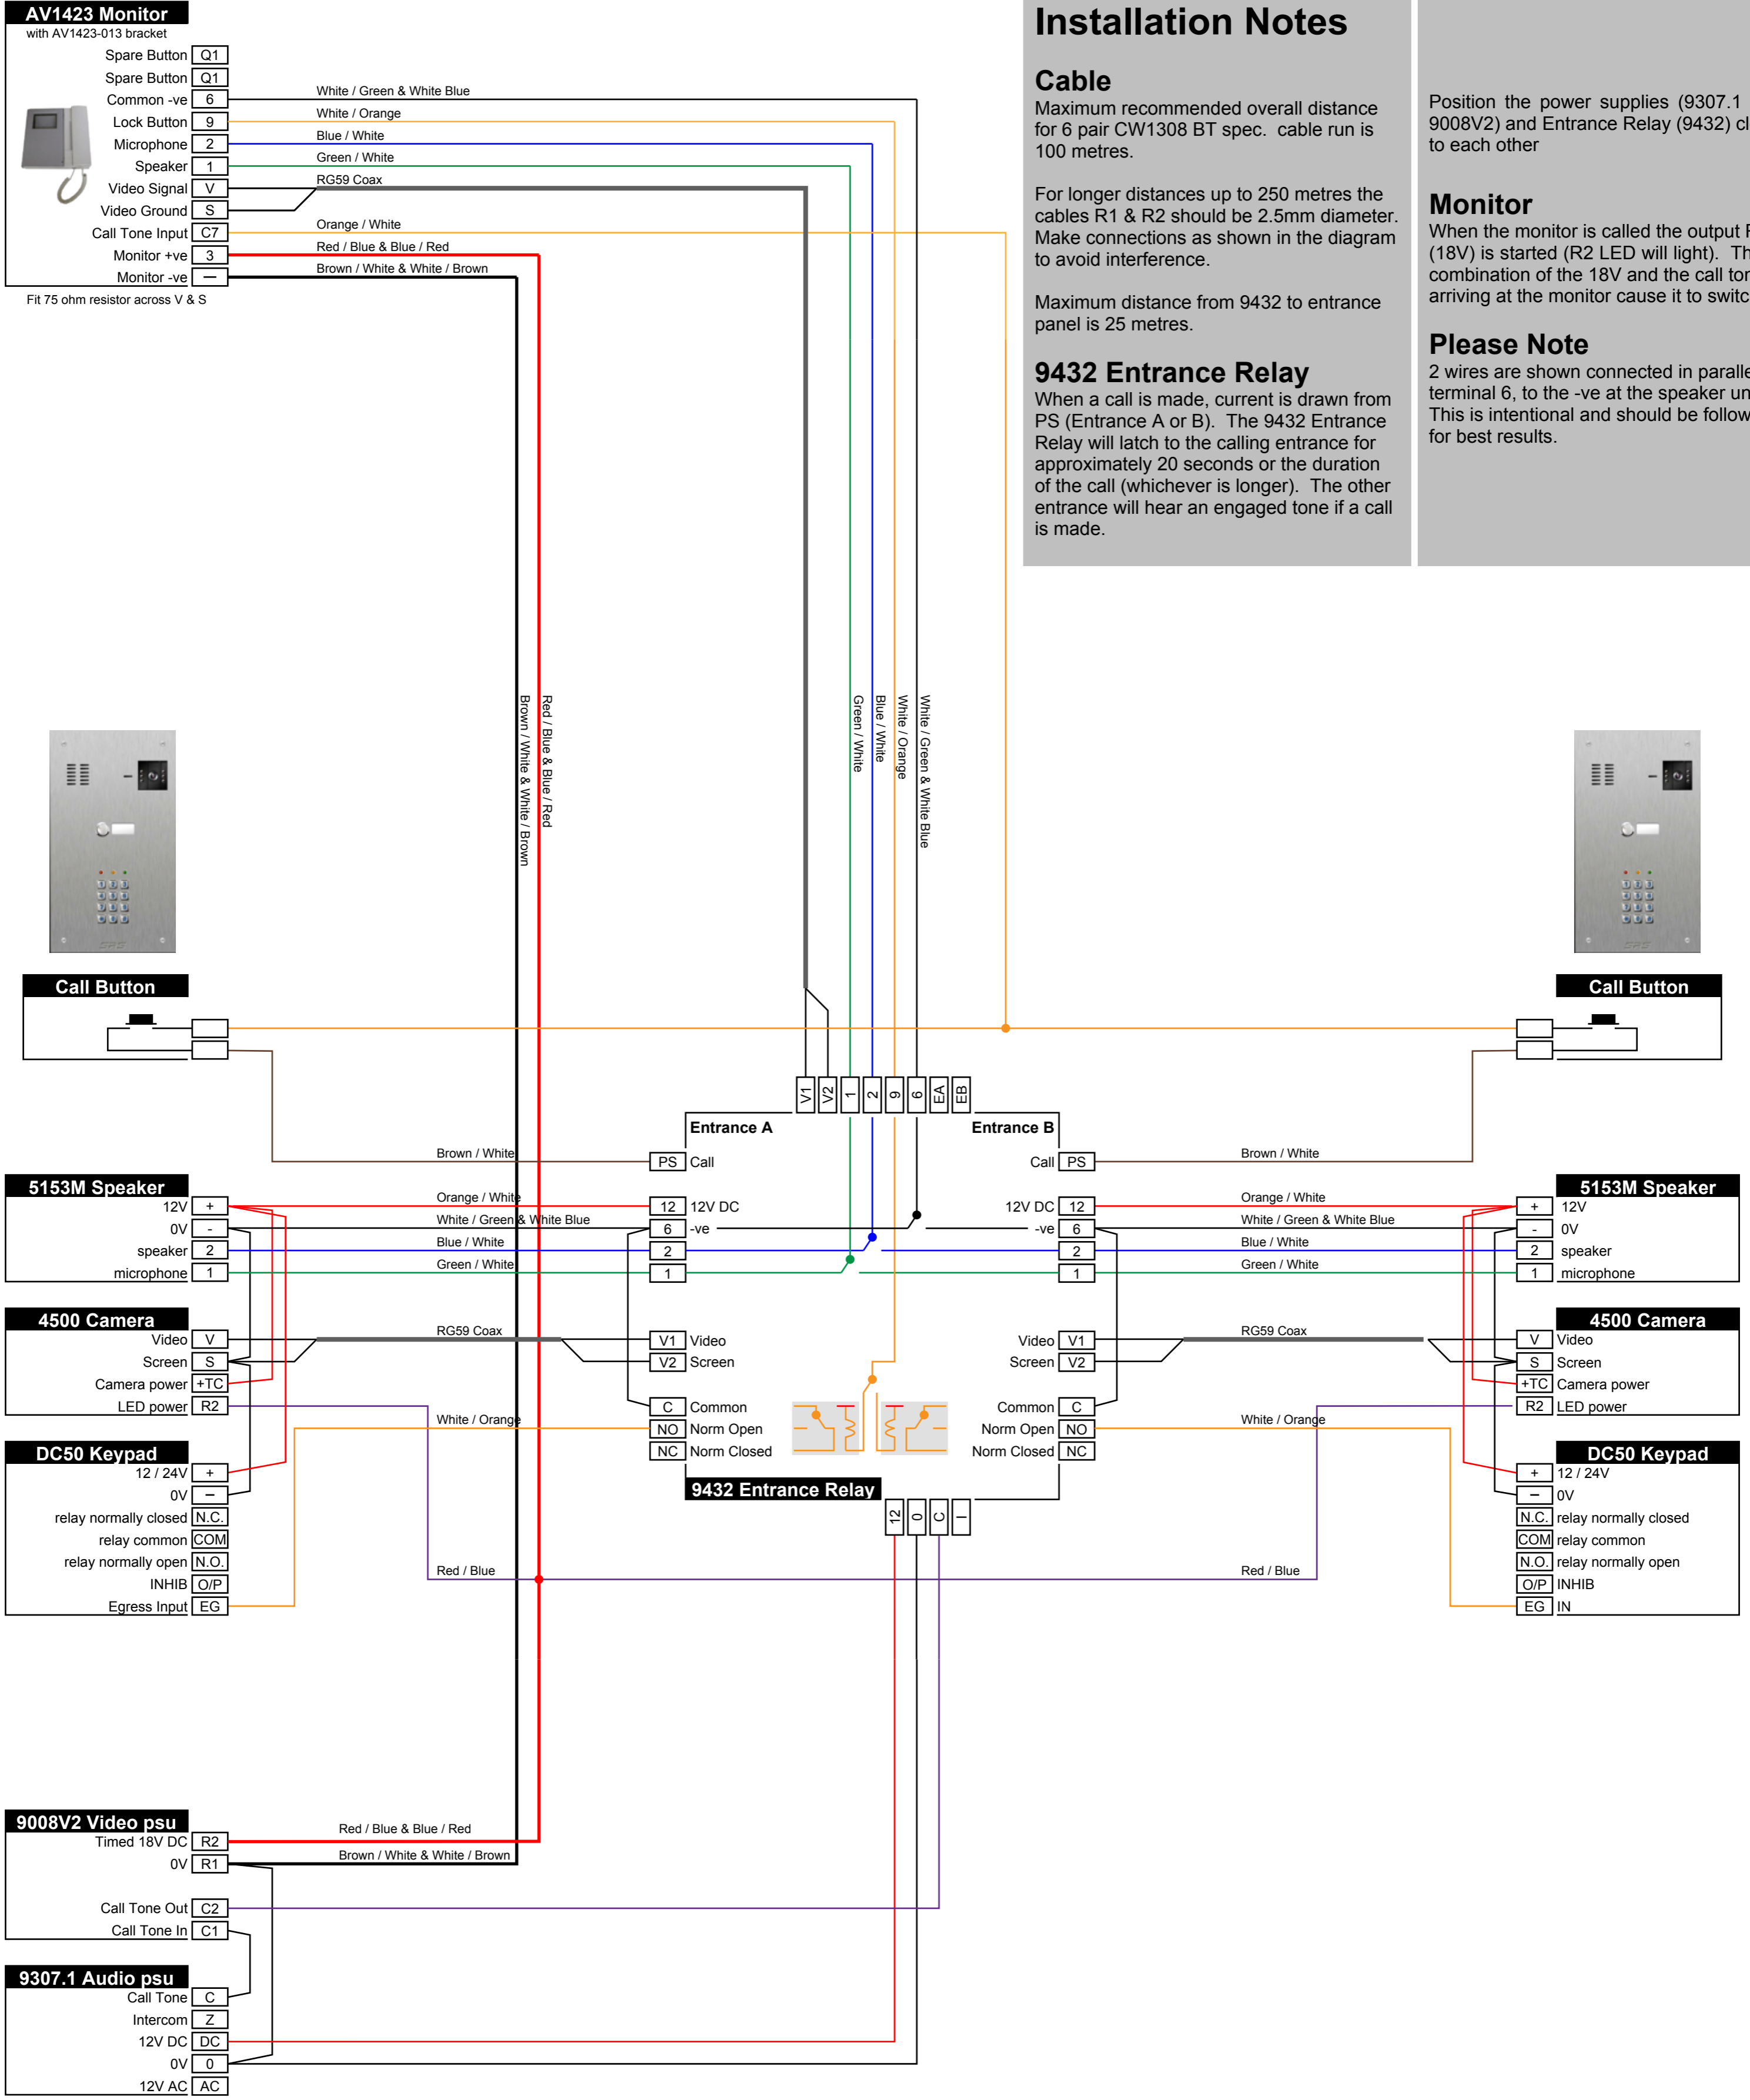 AV1423 Monitor
with AV1423-013 bracket
Spare Button Q1
Spare Button Q1
Common -ve 6
Lock Button 9
Microphone 2
Speaker 1
Video Signal V
Video Ground S
Call Tone Input C7
Monitor +ve 3
Monitor -ve –
Fit 75 ohm resistor across V & S
White / Green & White Blue
White / Orange
Blue / White
Green / White
RG59 Coax
Orange / White
Red / Blue & Blue / Red
Brown / White & White / Brown
Installation Notes
Cable
Maximum recommended overall distance
for 6 pair CW1308 BT spec. cable run is
100 metres.
For longer distances up to 250 metres the
cables R1 & R2 should be 2.5mm diameter.
Make connections as shown in the diagram
to avoid interference.
Maximum distance from 9432 to entrance
panel is 25 metres.
9432 Entrance Relay
When a call is made, current is drawn from
PS (Entrance A or B). The 9432 Entrance
Relay will latch to the calling entrance for
approximately 20 seconds or the duration
of the call (whichever is longer). The other
entrance will hear an engaged tone if a call
is made.
Position the power supplies (9307.1
9008V2) and Entrance Relay (9432)
to each other
Monitor
When the monitor is called the output
(18V) is started (R2 LED will light).
combination of the 18V and the call
arriving at the monitor cause it to
Please Note
2 wires are shown connected in
terminal 6, to the -ve at the speaker
This is intentional and should be
for best results.
Brown / White & White / Brown
Red / Blue & Blue / Red
Green / White
Blue / White
White / Orange
White / Green & White Blue
Call Button
Call Button
V1 V2 1 2 9 6 EA EB
Entrance A
Entrance B
Brown / White
PS Call
Call PS
Brown / White
5153M Speaker
12V +
0V -
speaker 2
microphone 1
Orange / White
White / Green & White Blue
Blue / White
Green / White
12 12V DC
6 -ve
2
1
12V DC 12
-ve 6
2
1
Orange / White
White / Green & White Blue
Blue / White
Green / White
5153M Speaker
+ 12V
- 0V
2 speaker
1 microphone
4500 Camera
Video V
Screen S
Camera power +TC
LED power R2
RG59 Coax
V1 Video
V2 Screen
Video V1
Screen V2
RG59 Coax
4500 Camera
V Video
S Screen
+TC Camera power
R2 LED power
White / Orange
C Common
NO Norm Open
NC Norm Closed
Common C
Norm Open NO
Norm Closed NC
White / Orange
9432 Entrance Relay
12 0 C I
DC50 Keypad
12 / 24V +
0V –
relay normally closed N.C.
relay common COM
relay normally open N.O.
INHIB O/P
Egress Input EG
DC50 Keypad
+ 12 / 24V
– 0V
N.C. relay normally closed
COM relay common
N.O. relay normally open
O/P INHIB
EG IN
Red / Blue
Red / Blue
9008V2 Video psu
Timed 18V DC R2
0V R1
Call Tone Out C2
Call Tone In C1
Red / Blue & Blue / Red
Brown / White & White / Brown
9307.1 Audio psu
Call Tone C
Intercom Z
12V DC DC
0V 0
12V AC AC